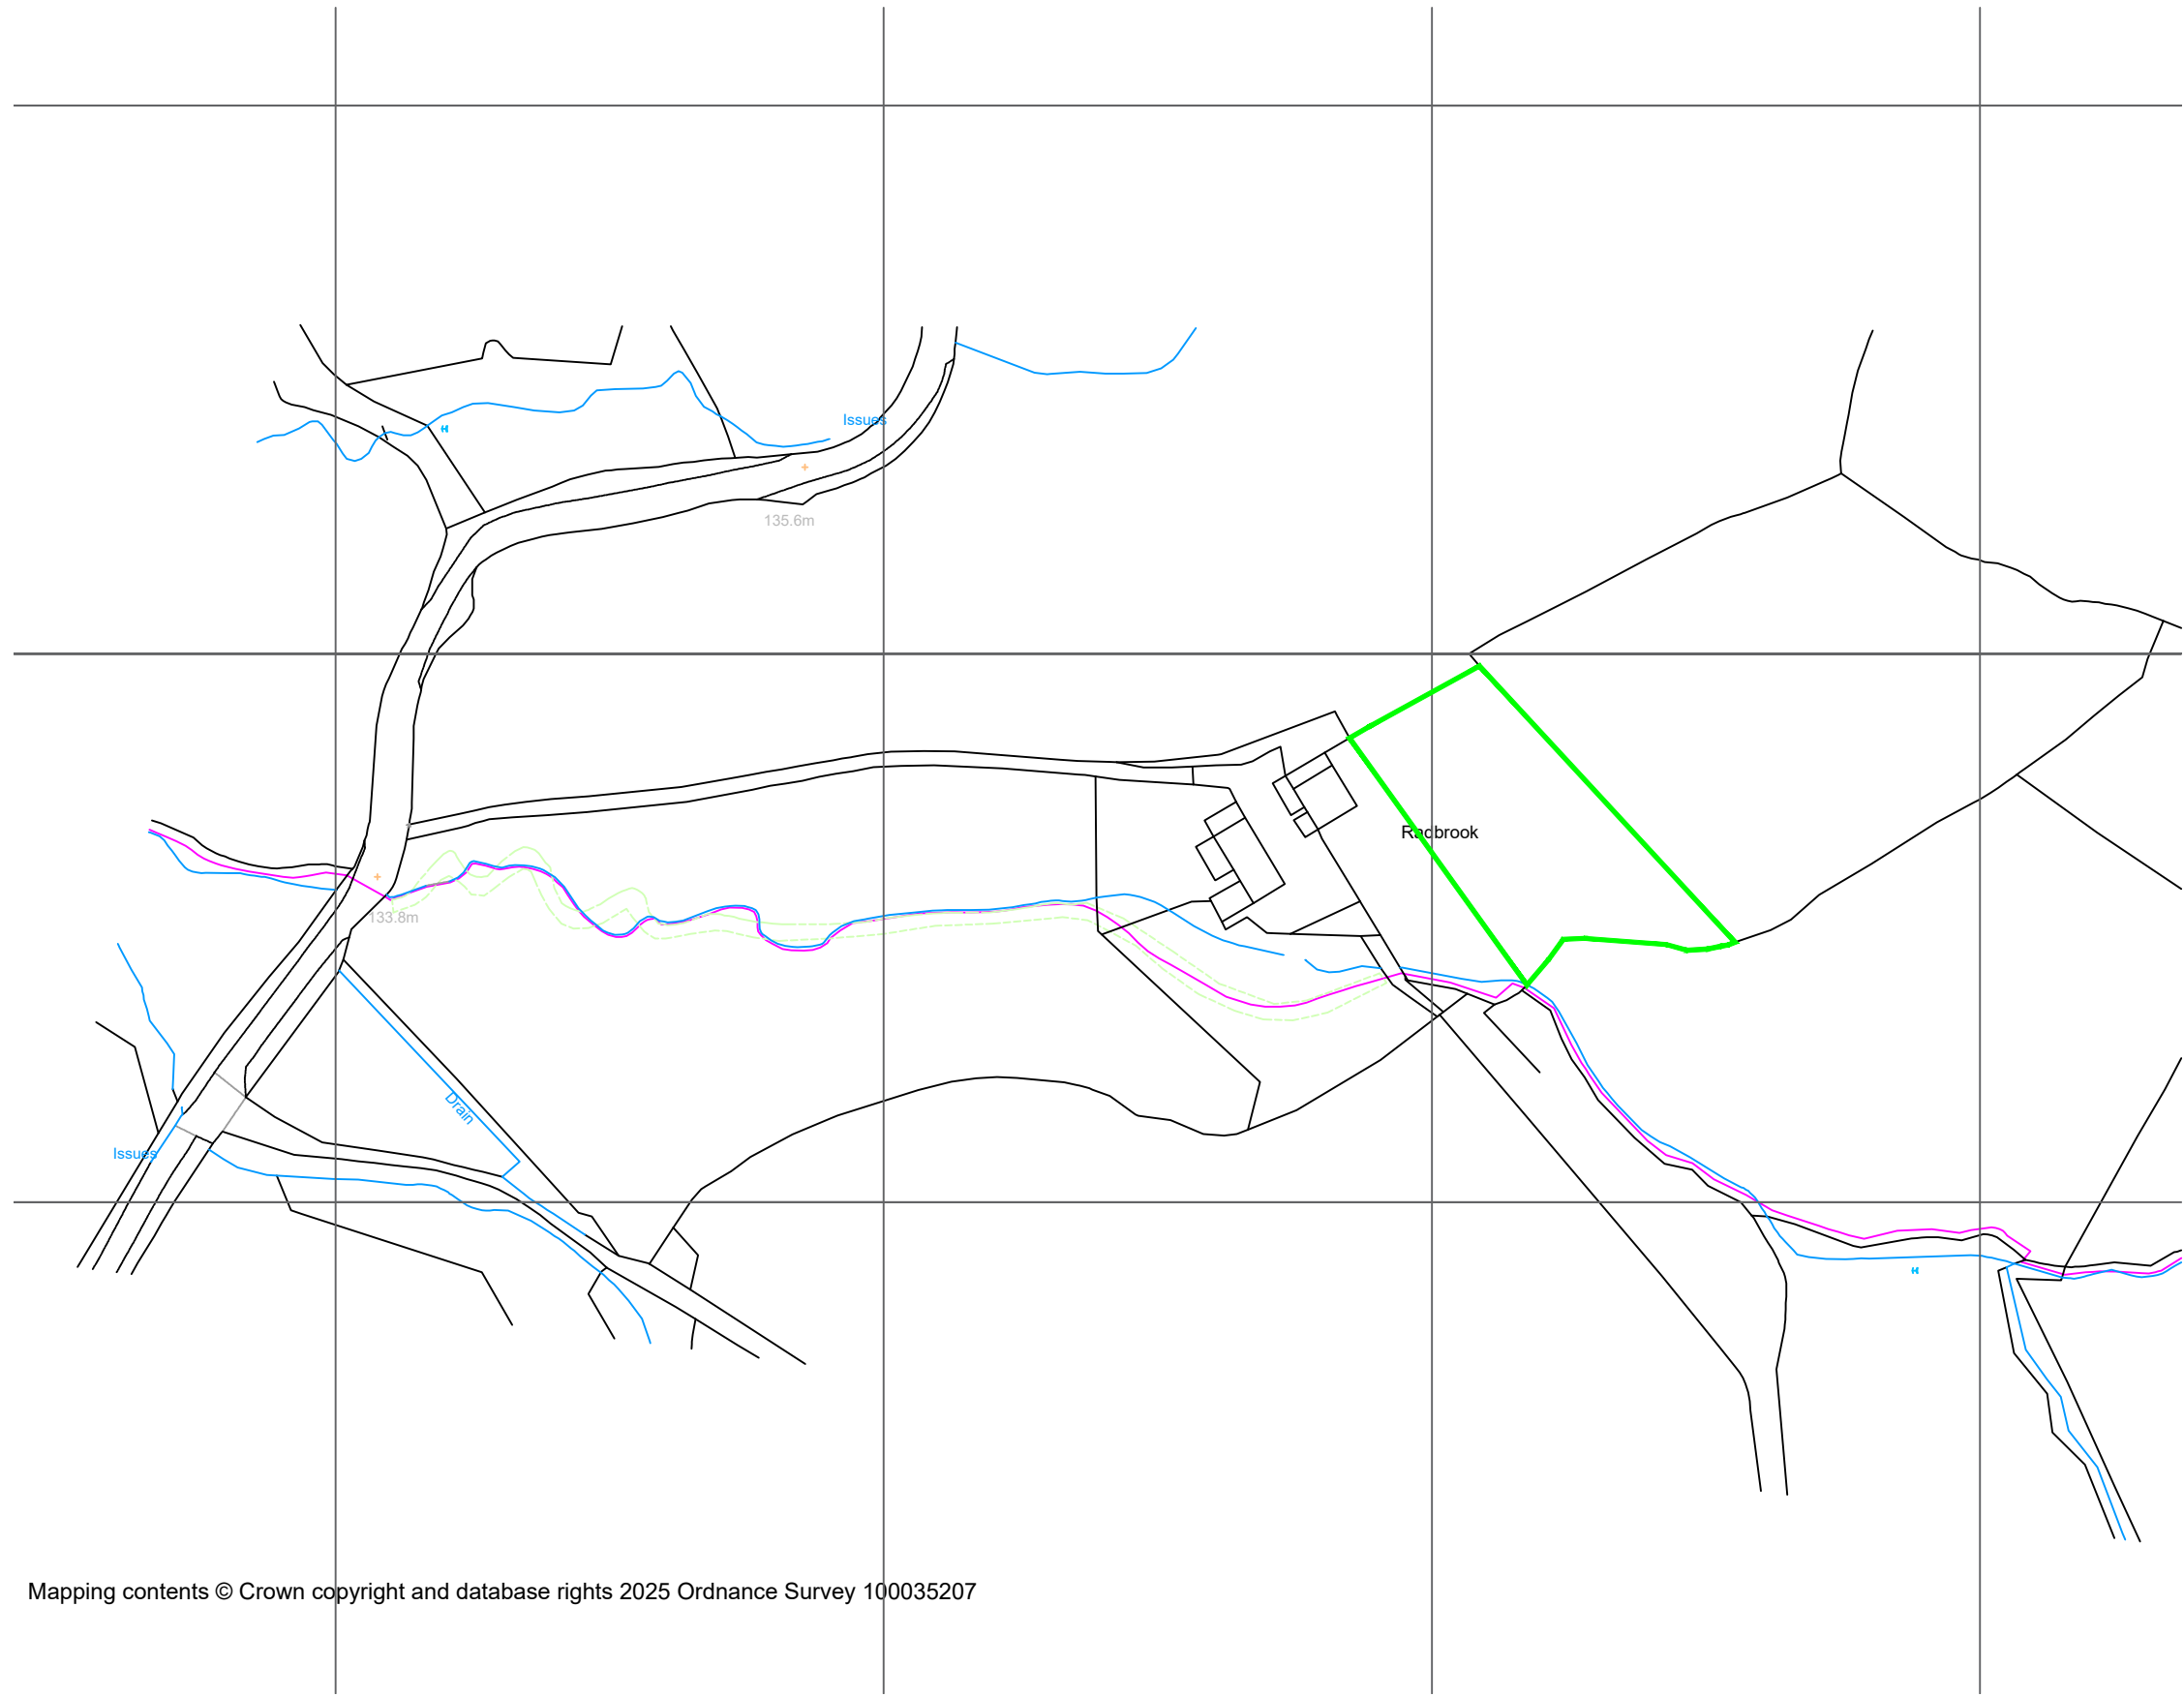 Issues
135.6m
Radbrook
133.8m
Drain
Issues
Mapping contents © Crown copyright and database rights 2025 Ordnance Survey 100035207